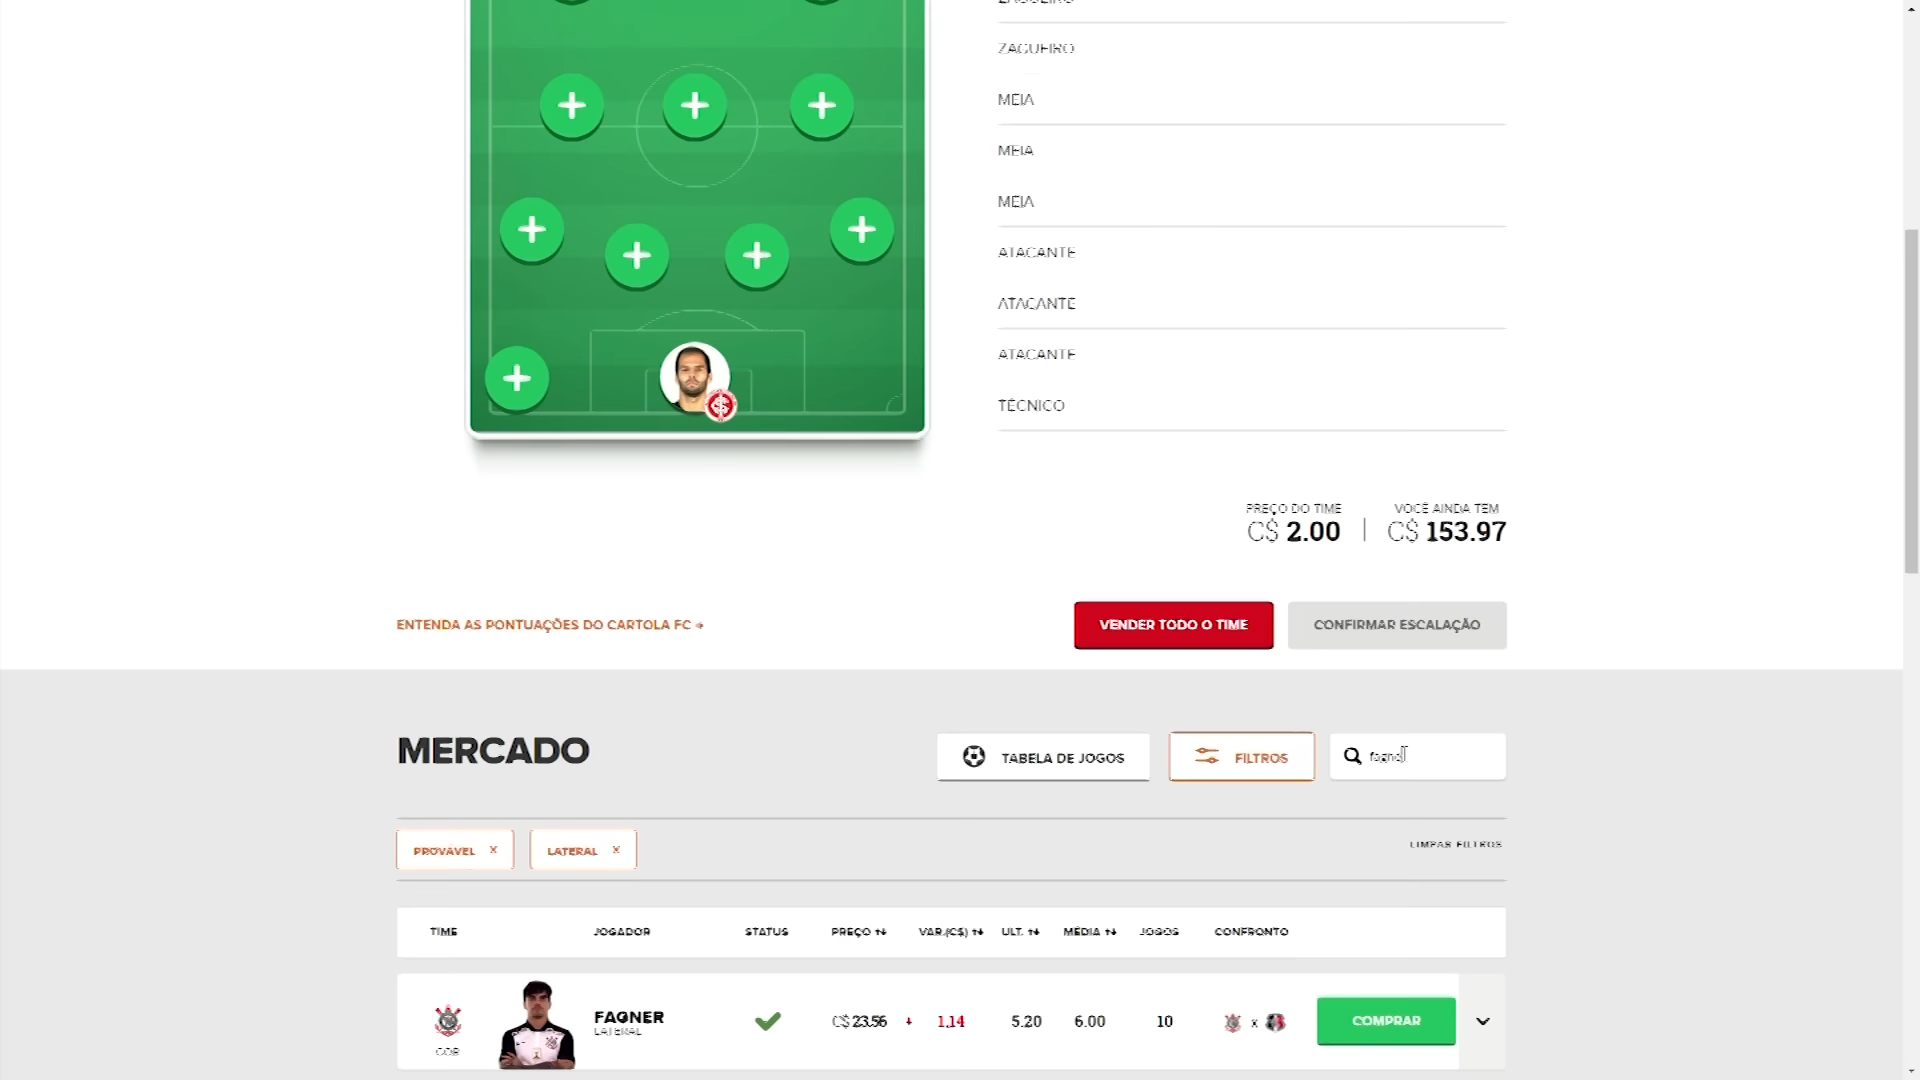 ZAGUEIRO
ZAGUEIRO
MEIA
MEIA
MEIA
ATACANTE
ATACANTE
ATACANTE
TÉCNICO
PREÇO DO TIME
C$ 2.00
VOCÊ AINDA TEM
C$ 153.97
ENTENDA AS PONTUAÇÕES DO CARTOLA FC
VENDER TODO O TIME
CONFIRMAR ESCALAÇÃO
MERCADO
TABELA DE JOGOS
FILTROS
PROVÁVEL x
LATERAL x
LIMPAR FILTROS
TIME JOGADOR STATUS PREÇO VAR.(C$) ULT. MÉDIA JOGOS CONFRONTO
COR FAGNER C$ 23.56 1.14 5.20 6.00 10 x COMPRAR
LATERAL